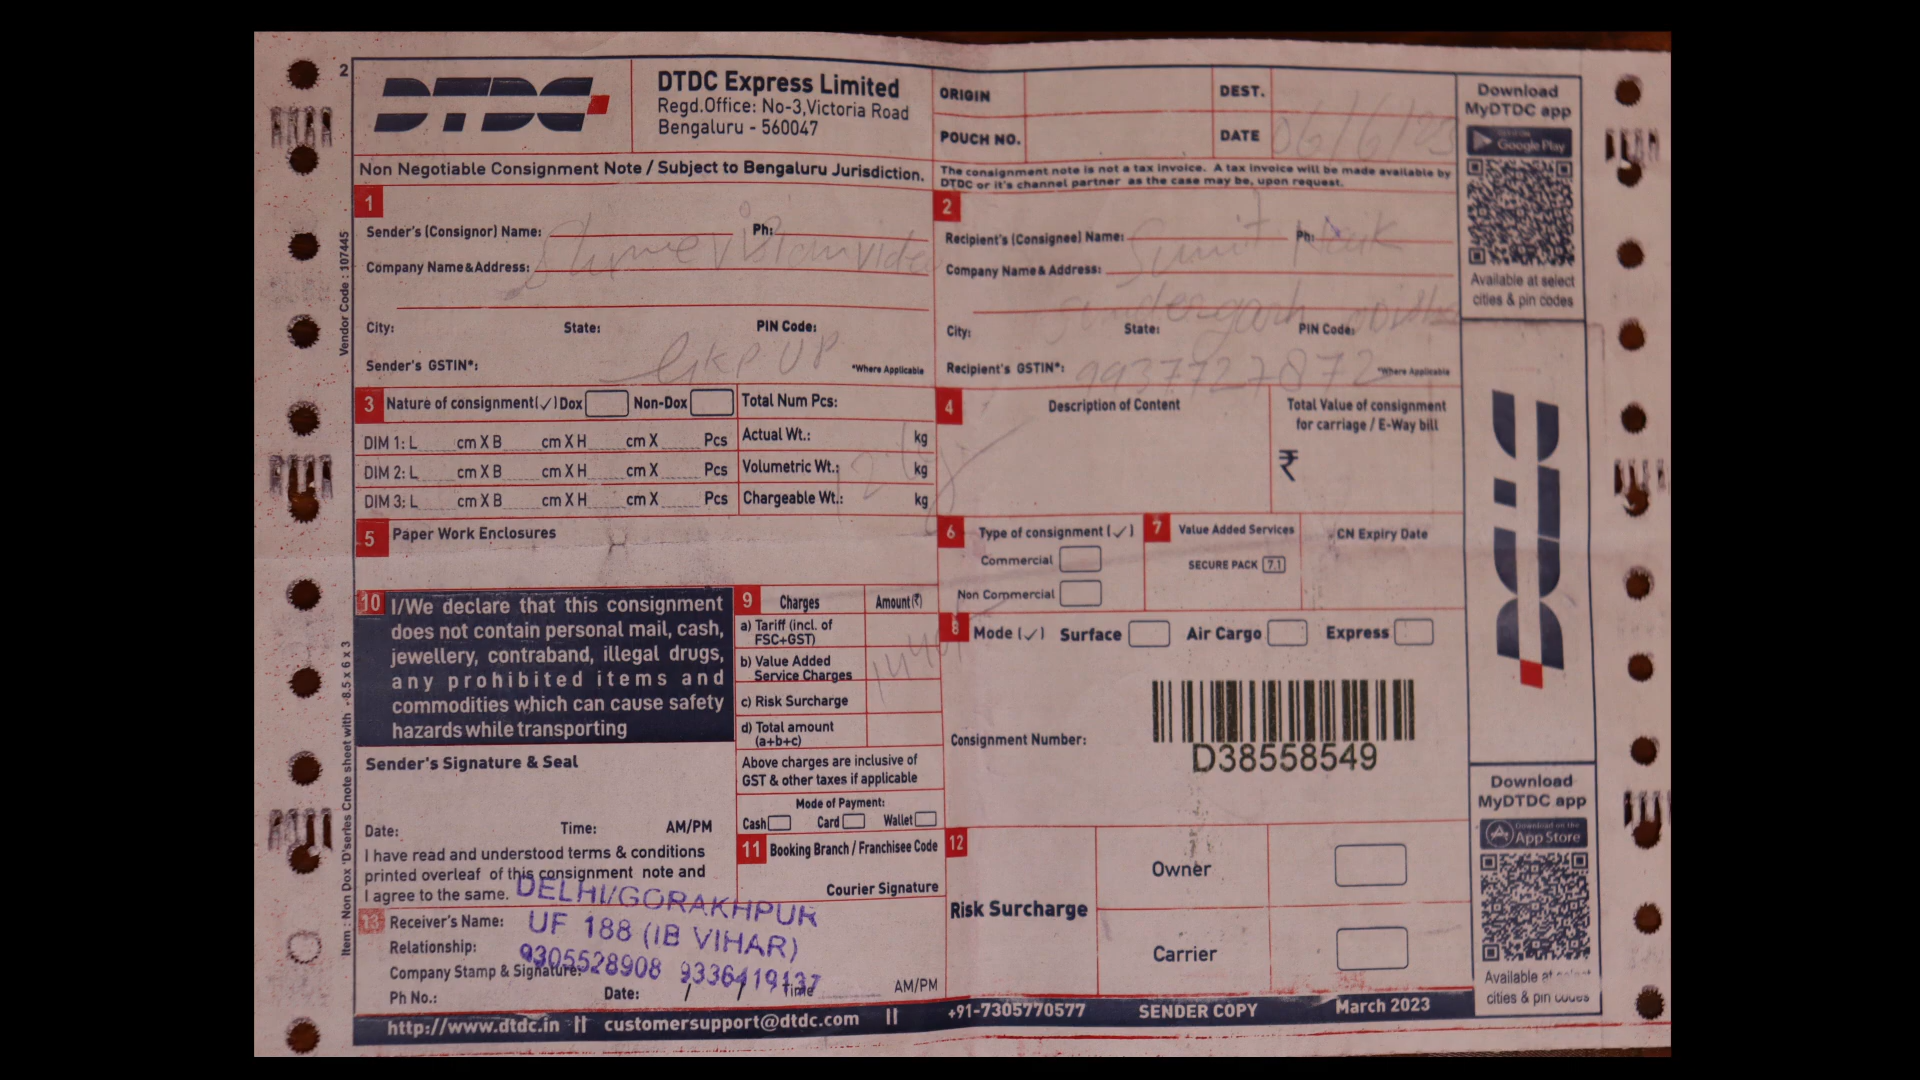 2
DTDC
DTDC Express Limited
Regd.Office: No-3,Victoria Road
Bengaluru - 560047
ORIGIN
DEST.
POUCH NO.
DATE 06/6/23
Download
MyDTDC app
Google Play
Available at select
cities & pin codes
Non Negotiable Consignment Note / Subject to Bengaluru Jurisdiction.
The consignment note is not a tax invoice. A tax invoice will be made available by
DTDC or it's channel partner as the case may be, upon request.
1
Sender's (Consignor) Name: Ph:
Company Name & Address:
City: State: PIN Code:
GKP UP
Sender's GSTIN*: *Where Applicable
2
Recipient's (Consignee) Name: Ph:
Sumit Naik
Company Name & Address:
City: State: PIN Code:
Recipient's GSTIN*: 9937727872 *Where Applicable
Vendor Code : 107445
3 Nature of consignment(✓) Dox Non-Dox Total Num Pcs:
DIM 1: L cm X B cm X H cm X Pcs Actual Wt.: kg
DIM 2: L cm X B cm X H cm X Pcs Volumetric Wt.: kg
DIM 3: L cm X B cm X H cm X Pcs Chargeable Wt.: kg
4 Description of Content
Total Value of consignment
for carriage / E-Way bill
₹
5 Paper Work Enclosures
6 Type of consignment (✓)
Commercial
Non Commercial
7 Value Added Services
SECURE PACK 7.1
CN Expiry Date
8 Mode (✓) Surface Air Cargo Express
Consignment Number:
D38558549
DTDC
10 I/We declare that this consignment
does not contain personal mail, cash,
jewellery, contraband, illegal drugs,
any prohibited items and
commodities which can cause safety
hazards while transporting
9 Charges Amount(₹)
a) Tariff (incl. of
FSC+GST)
b) Value Added
Service Charges
c) Risk Surcharge
d) Total amount
(a+b+c)
Above charges are inclusive of
GST & other taxes if applicable
Mode of Payment:
Cash Card Wallet
Sender's Signature & Seal
Date: Time: AM/PM
I have read and understood terms & conditions
printed overleaf of this consignment note and
I agree to the same.
11 Booking Branch / Franchisee Code
Courier Signature
12 Risk Surcharge
Owner
Carrier
Download
MyDTDC app
Download on the
App Store
Available at select
cities & pin codes
13 Receiver's Name:
Relationship:
Company Stamp & Signature:
Ph No.: Date: / / Time AM/PM
DELHI/GORAKHPUR
UF 188 (IB VIHAR)
9305528908 9336419137
Item : Non Dox 'D'series Cnote sheet with - 8.5 x 6 x 3
http://www.dtdc.in || customersupport@dtdc.com || +91-7305770577 SENDER COPY March 2023